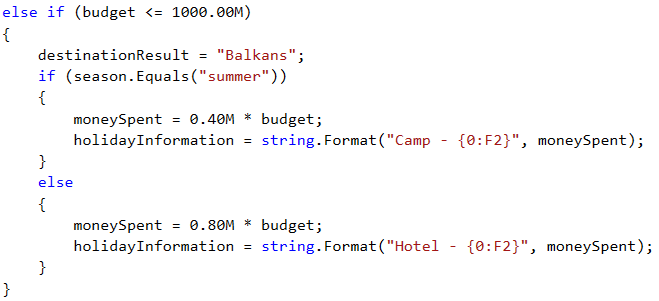 else if (budget <= 1000.00M)
{
    destinationResult = "Balkans";
    if (season.Equals("summer"))
    {
        moneySpent = 0.40M * budget;
        holidayInformation = string.Format("Camp - {0:F2}", moneySpent);
    }
    else
    {
        moneySpent = 0.80M * budget;
        holidayInformation = string.Format("Hotel - {0:F2}", moneySpent);
    }
}